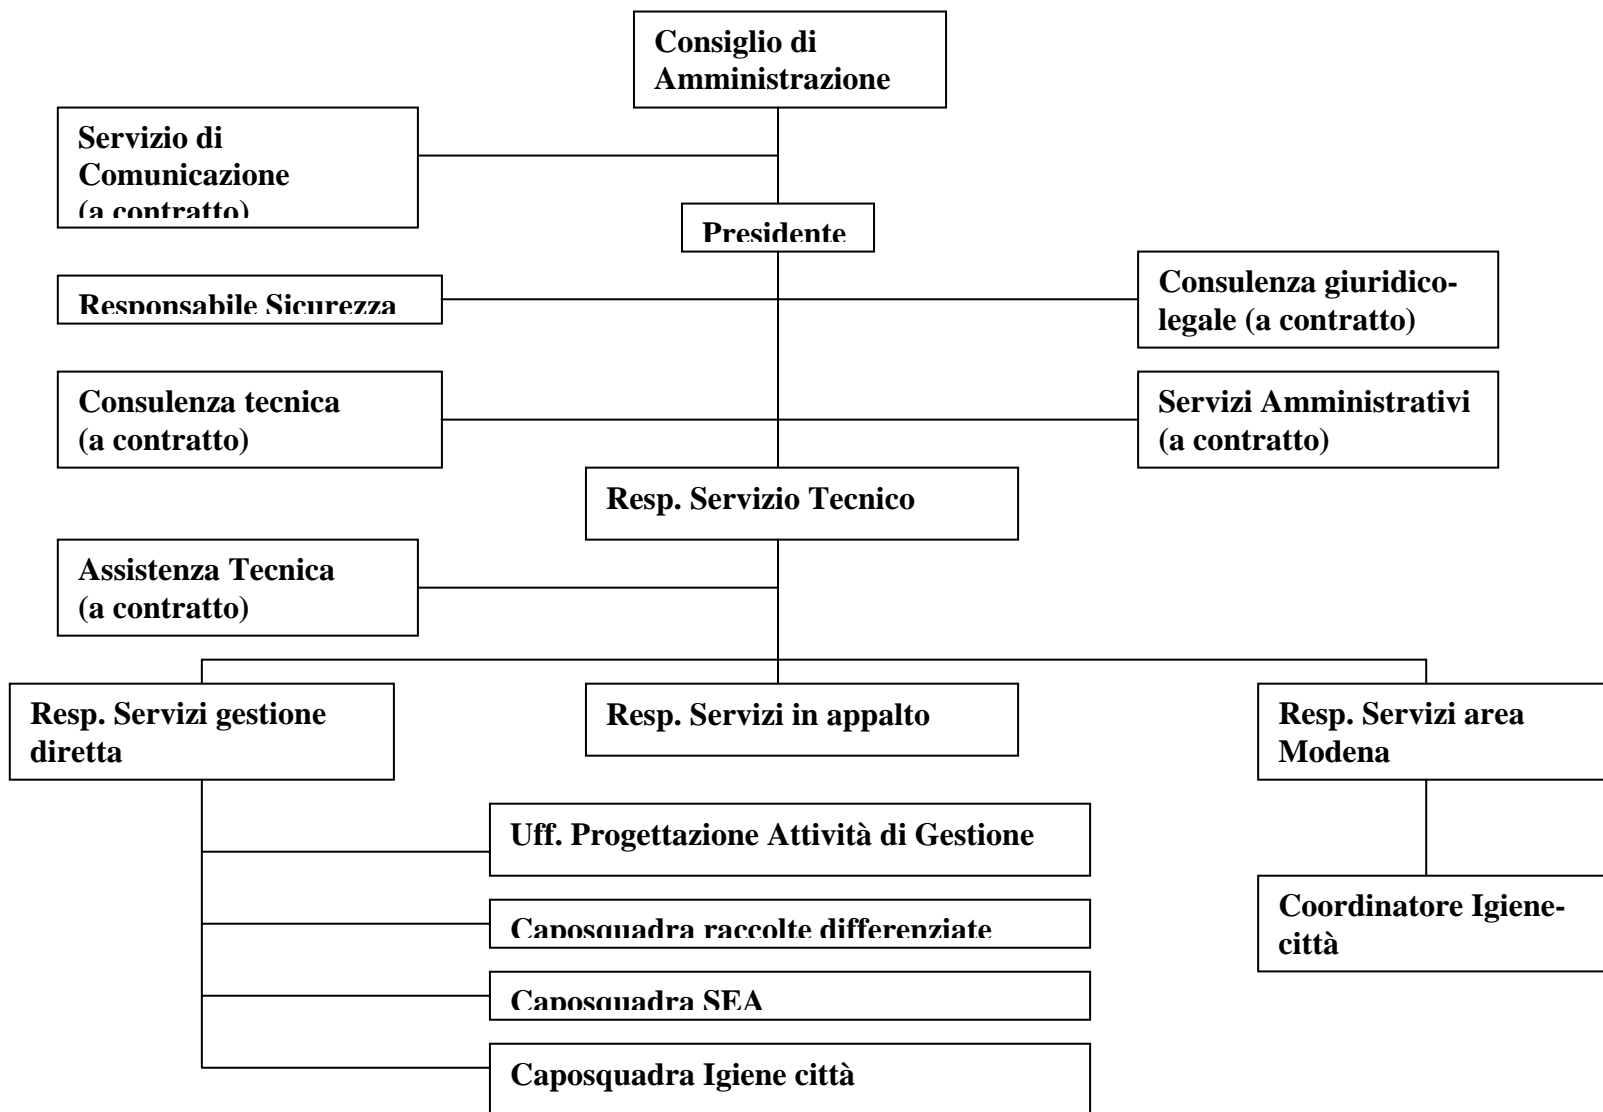 Consiglio di
Amministrazione
Servizio di
Comunicazione
(a contratto)
Presidente
Responsabile Sicurezza
Consulenza giuridico-
legale (a contratto)
Consulenza tecnica
(a contratto)
Servizi Amministrativi
(a contratto)
Resp. Servizio Tecnico
Assistenza Tecnica
(a contratto)
Resp. Servizi gestione
diretta
Resp. Servizi in appalto
Resp. Servizi area
Modena
Uff. Progettazione Attività di Gestione
Caposquadra raccolte differenziate
Caposquadra SEA
Caposquadra Igiene città
Coordinatore Igiene-
città